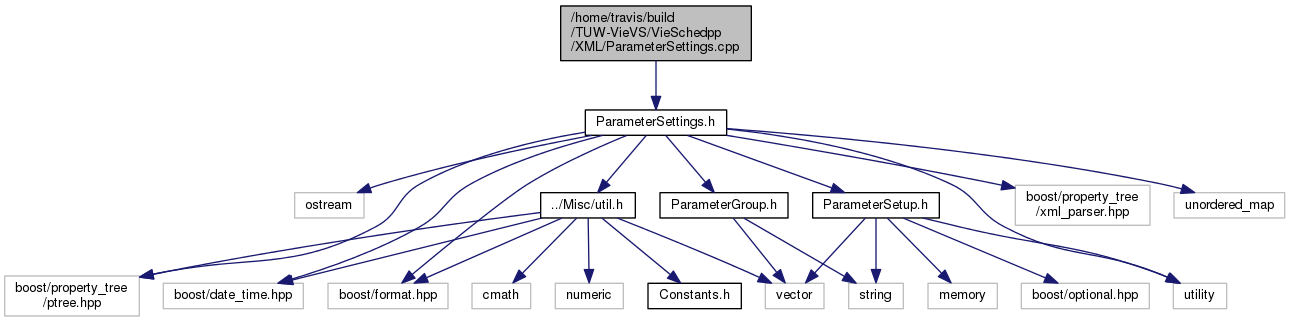 /home/travis/build
/TUW-VieVS/VieSchedpp
/XML/ParameterSettings.cpp
ParameterSettings.h
ostream
../Misc/util.h
ParameterGroup.h
ParameterSetup.h
boost/property_tree
/xml_parser.hpp
unordered_map
boost/property_tree
/ptree.hpp
boost/date_time.hpp
boost/format.hpp
cmath
numeric
Constants.h
vector
string
memory
boost/optional.hpp
utility